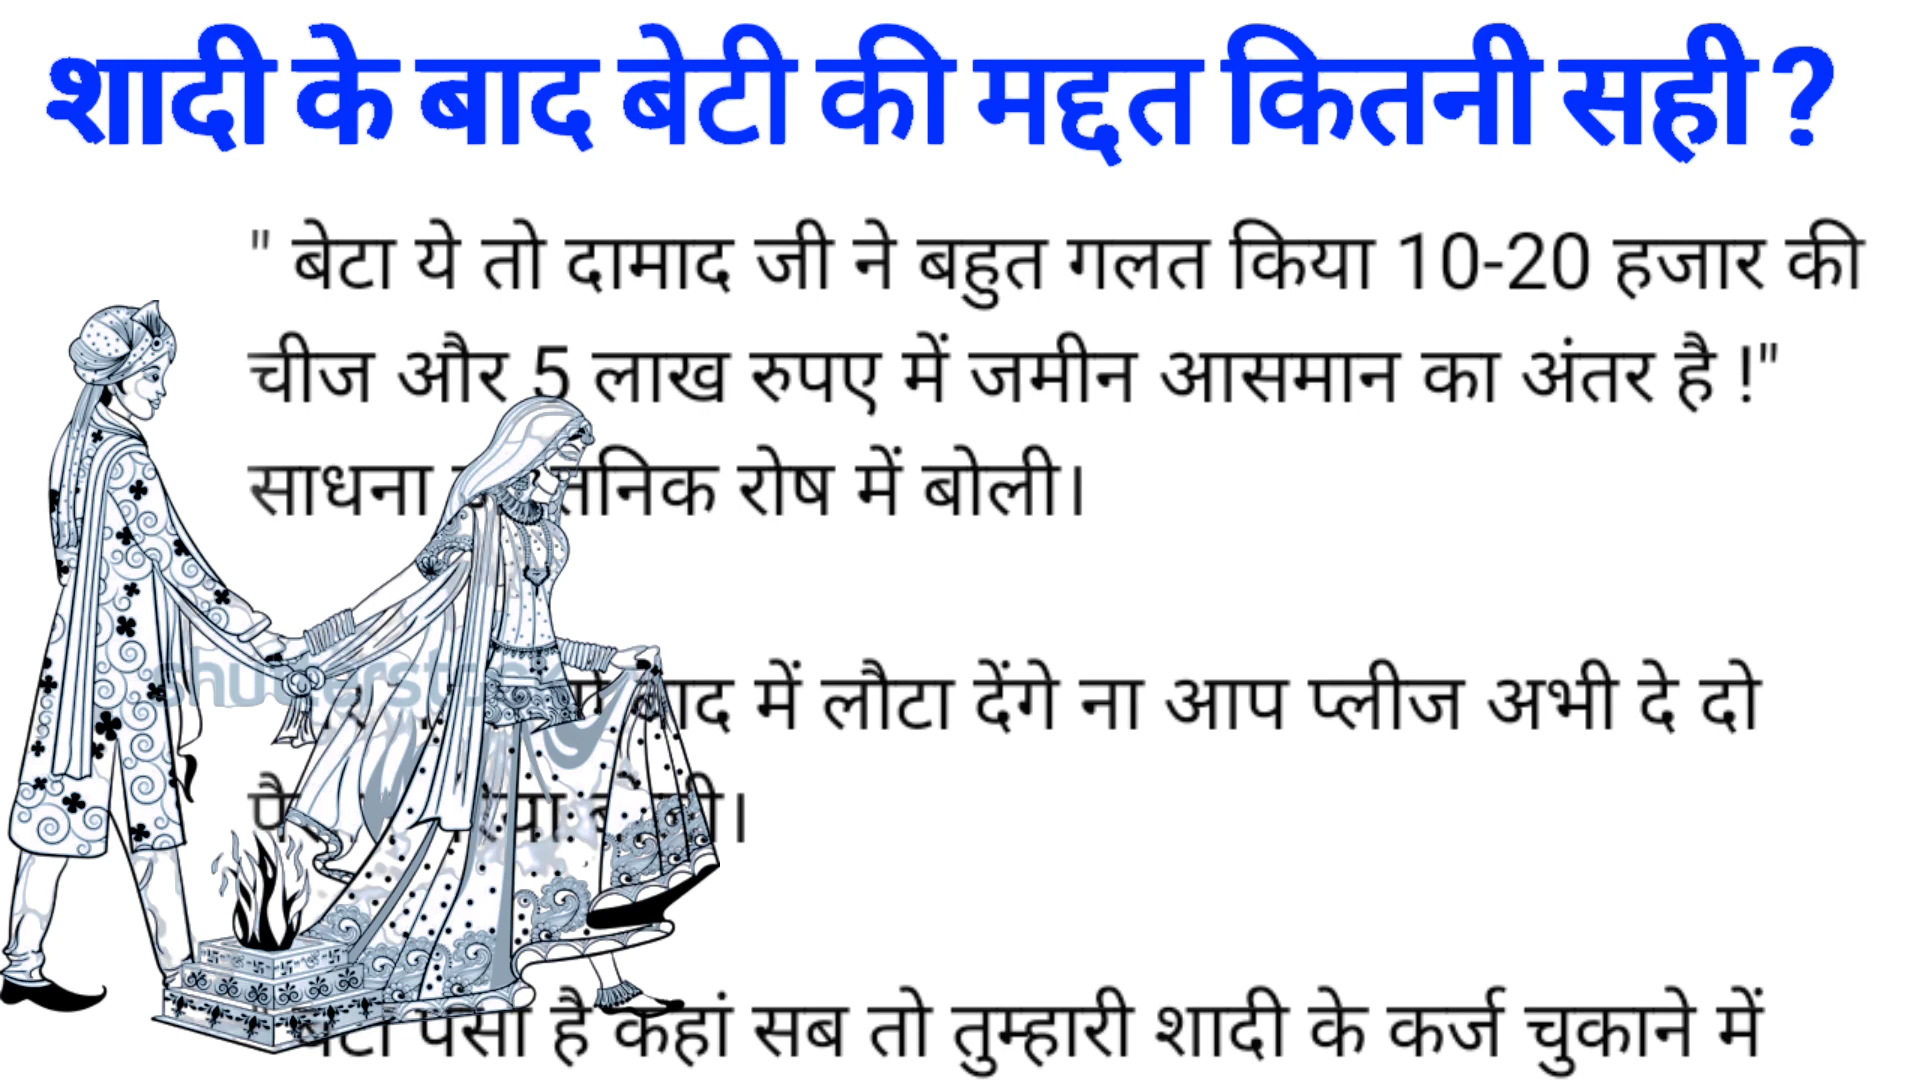 शादी के बाद बेटी की मद्दत कितनी सही ?
" बेटा ये तो दामाद जी ने बहुत गलत किया 10-20 हजार की
चीज और 5 लाख रुपए में जमीन आसमान का अंतर है !"
साधना तनिक रोष में बोली।
बाद में लौटा देंगे ना आप प्लीज अभी दे दो
पैसा है कहां सब तो तुम्हारी शादी के कर्ज चुकाने में